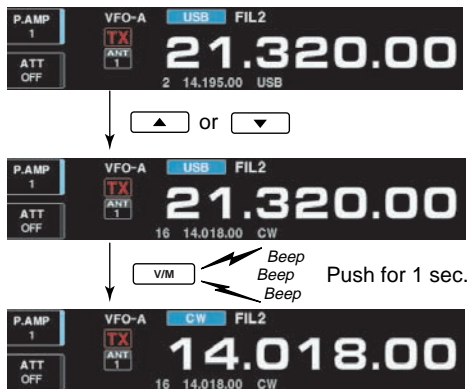 P.AMP VFO-A USB FIL2
1 TX
ATT ANT 21.320.00
OFF 1
2 14.195.00 USB
or
P.AMP VFO-A USB FIL2
1 TX
ATT ANT 21.320.00
OFF 1
16 14.018.00 CW
V/M Beep
Beep Push for 1 sec.
Beep
P.AMP VFO-A CW FIL2
1 TX
ATT ANT 14.018.00
OFF 1
16 14.018.00 CW